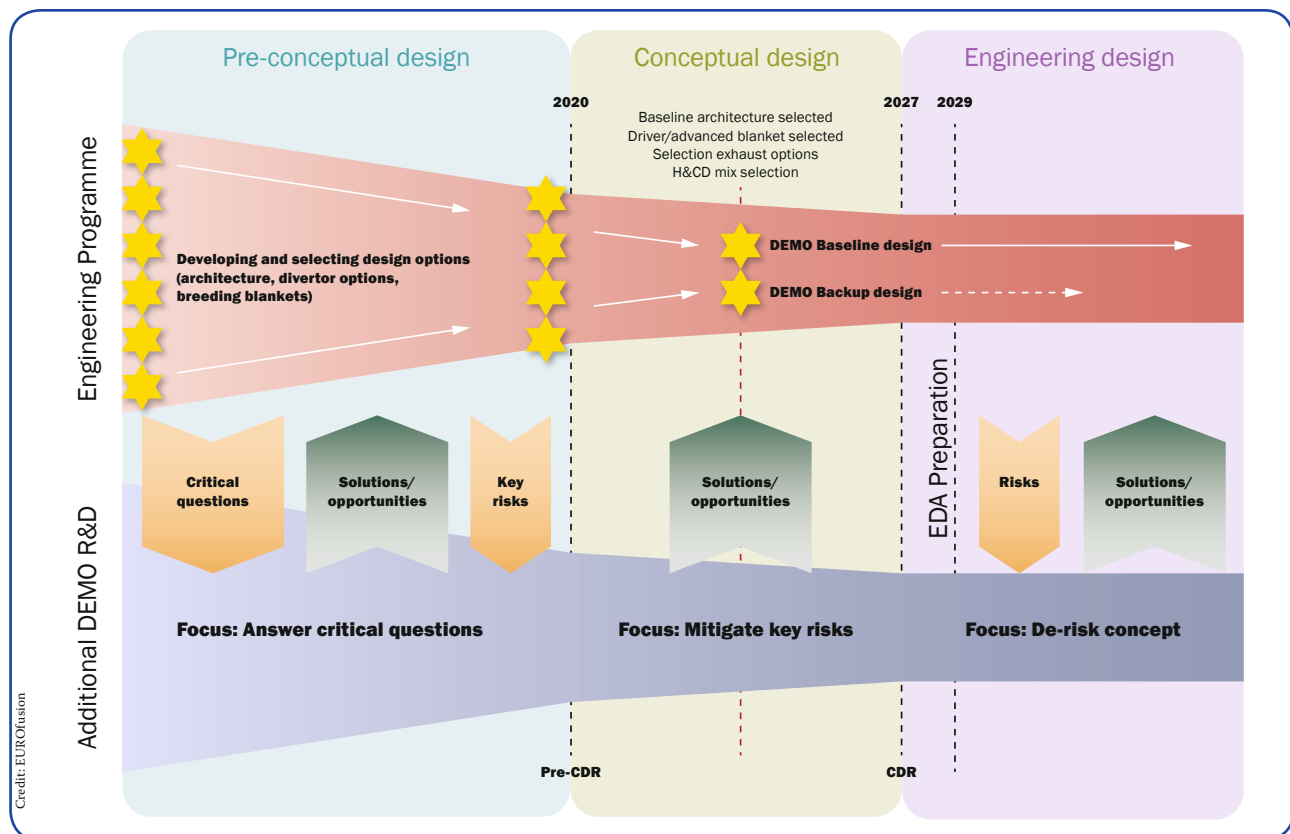 Pre-conceptual design
Conceptual design
Engineering design
2020
2027
2029
Baseline architecture selected
Driver/advanced blanket selected
Selection exhaust options
H&CD mix selection
Engineering Programme
Developing and selecting design options
(architecture, divertor options,
breeding blankets)
DEMO Baseline design
DEMO Backup design
Critical
questions
Solutions/
opportunities
Key
risks
Solutions/
opportunities
EDA Preparation
Risks
Solutions/
opportunities
Additional DEMO R&D
Focus: Answer critical questions
Focus: Mitigate key risks
Focus: De-risk concept
Pre-CDR
CDR
Credit: EUROfusion